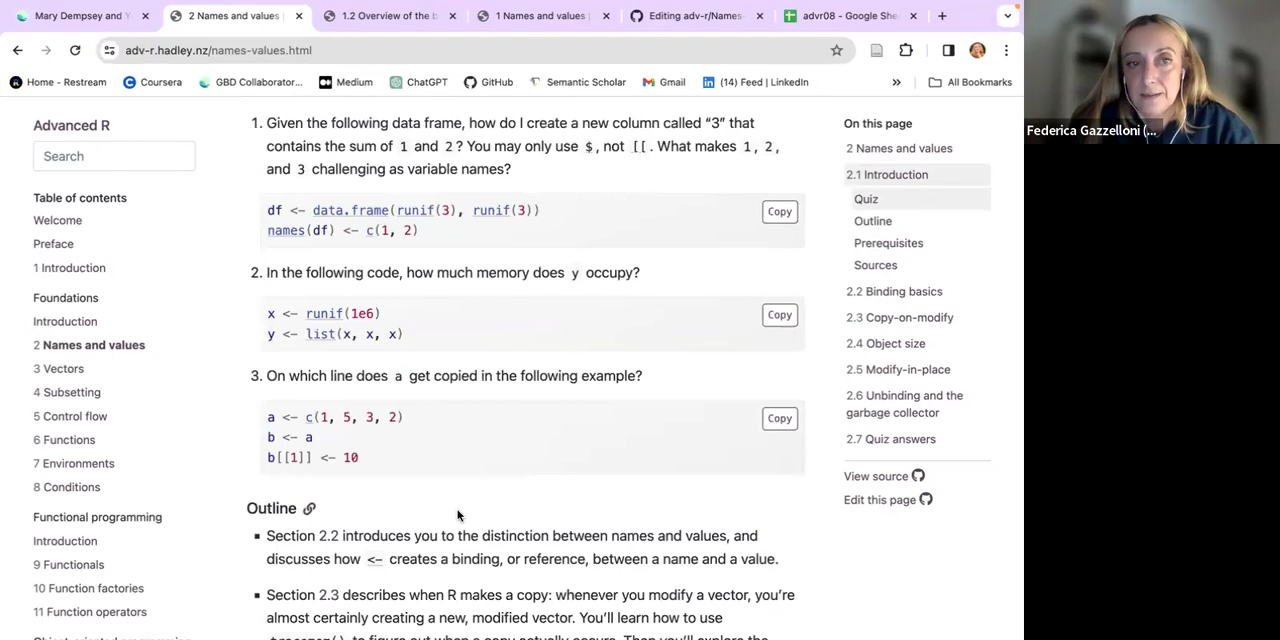 Mary Dempsey and Y
2 Names and values
1.2 Overview of the b
1 Names and values
Editing adv-r/Names-
advr08 - Google She
adv-r.hadley.nz/names-values.html
Home - Restream
Coursera
GBD Collaborator...
Medium
ChatGPT
GitHub
Semantic Scholar
Gmail
(14) Feed | LinkedIn
»
All Bookmarks
Federica Gazzelloni (...
Advanced R
Search
Table of contents
Welcome
Preface
1 Introduction
Foundations
Introduction
2 Names and values
3 Vectors
4 Subsetting
5 Control flow
6 Functions
7 Environments
8 Conditions
Functional programming
Introduction
9 Functionals
10 Function factories
11 Function operators
1. Given the following data frame, how do I create a new column called “3” that
contains the sum of 1 and 2? You may only use $, not [[. What makes 1, 2,
and 3 challenging as variable names?
df <- data.frame(runif(3), runif(3))
names(df) <- c(1, 2)
Copy
2. In the following code, how much memory does y occupy?
x <- runif(1e6)
y <- list(x, x, x)
Copy
3. On which line does a get copied in the following example?
a <- c(1, 5, 3, 2)
b <- a
b[[1]] <- 10
Copy
Outline
▪ Section 2.2 introduces you to the distinction between names and values, and
discusses how <- creates a binding, or reference, between a name and a value.
▪ Section 2.3 describes when R makes a copy: whenever you modify a vector, you’re
almost certainly creating a new, modified vector. You’ll learn how to use
tracemem() to figure out when a copy actually occurs. Then you’ll explore the
On this page
2 Names and values
2.1 Introduction
Quiz
Outline
Prerequisites
Sources
2.2 Binding basics
2.3 Copy-on-modify
2.4 Object size
2.5 Modify-in-place
2.6 Unbinding and the
garbage collector
2.7 Quiz answers
View source
Edit this page